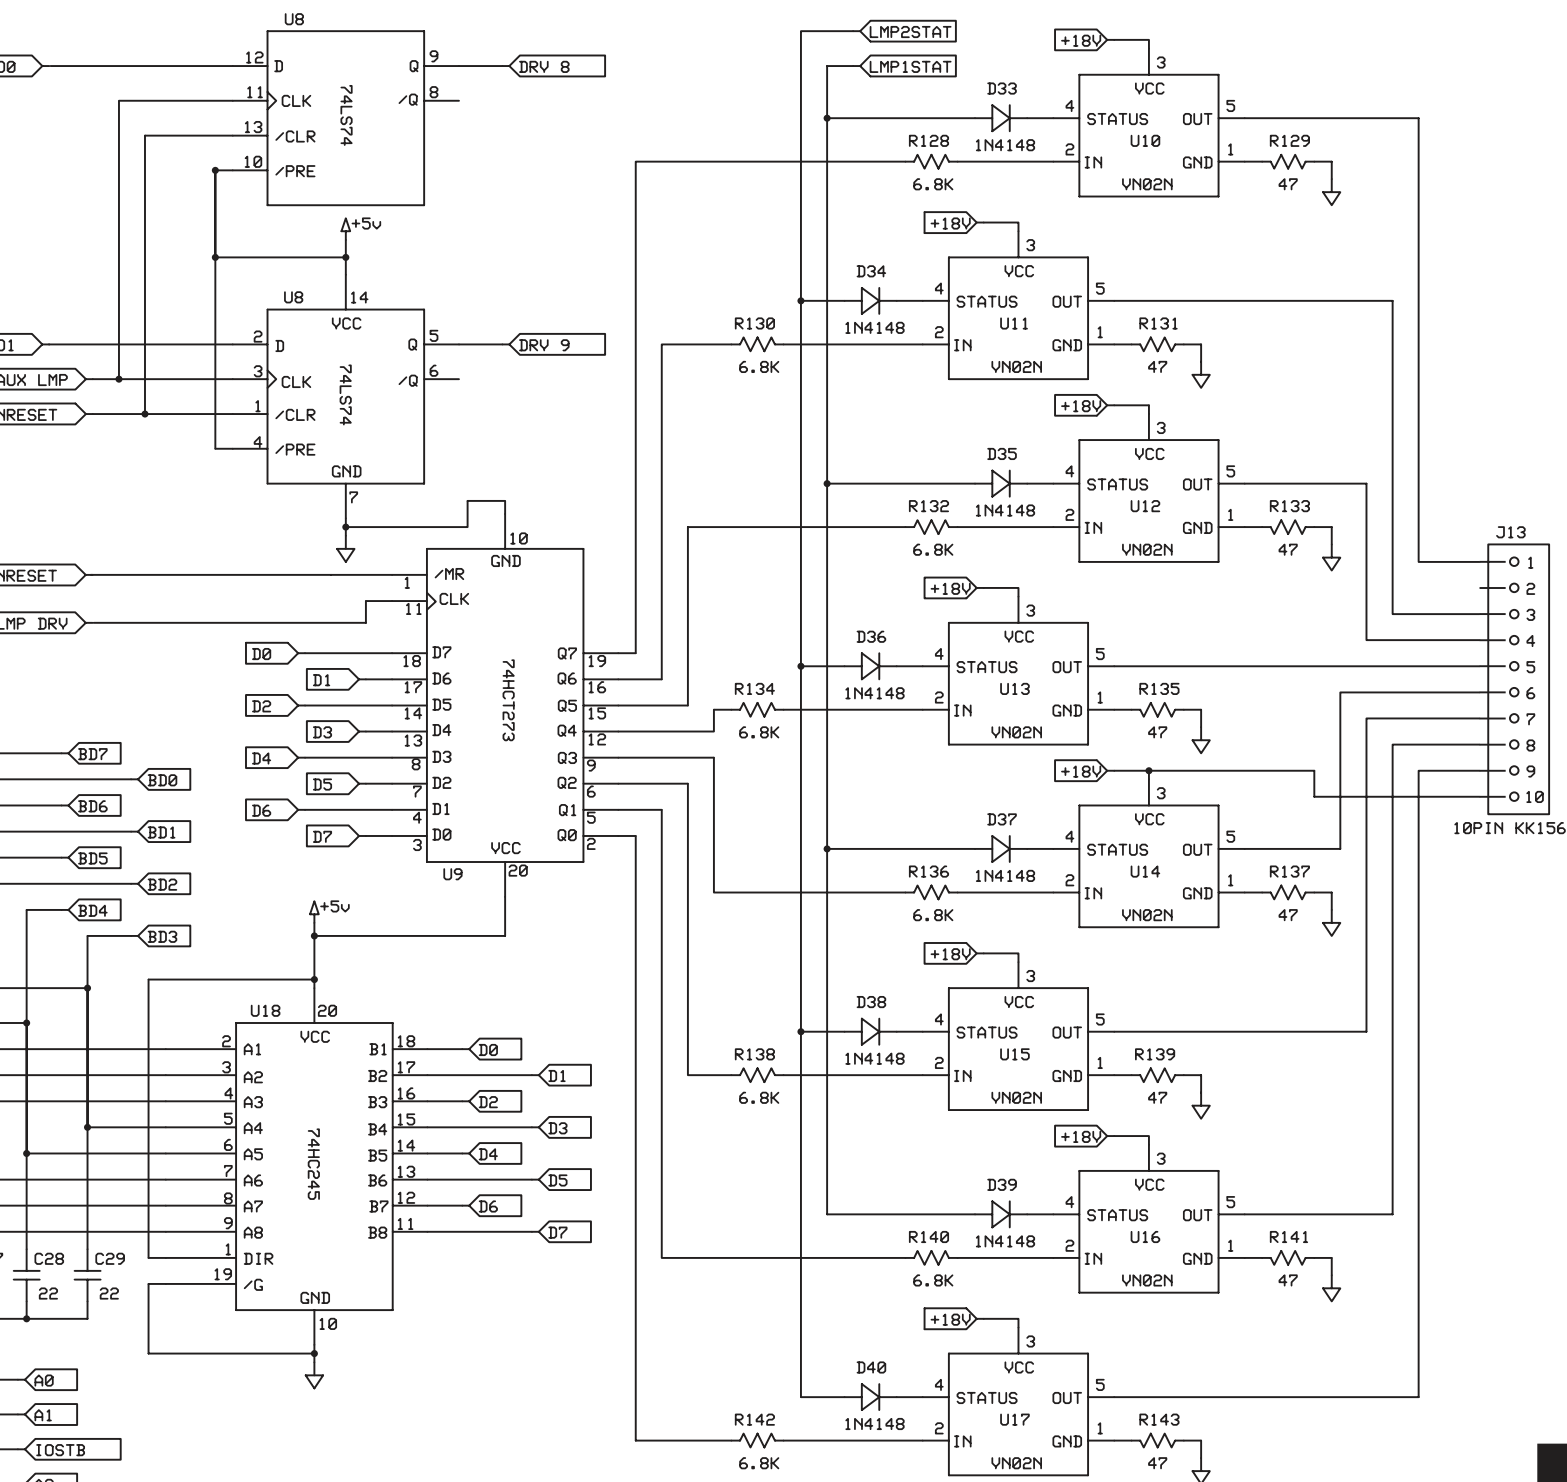 U8
12 D Q 9 DRV 8
11 CLK /Q 8
13 /CLR
10 /PRE
74LS74
+5v
U8 14
VCC
D1 2 D Q 5 DRV 9
AUX LMP 3 CLK /Q 6
NRESET 1 /CLR
4 /PRE
74LS74
GND
7
10
GND
NRESET 1 /MR
LMP DRV 11 CLK
D0 18 D7 Q7 19
D1 17 D6 Q6 16
D2 14 D5 Q5 15
D3 13 D4 Q4 12
D4 8 D3 Q3 9
D5 7 D2 Q2 6
D6 4 D1 Q1 5
D7 3 D0 Q0 2
74HCT273
VCC
U9 20
BD7
BD0
BD6
BD1
BD5
BD2
BD4
BD3
+5v
U18 20
VCC
2 A1 B1 18 D0
3 A2 B2 17 D1
4 A3 B3 16 D2
5 A4 B4 15 D3
6 A5 B5 14 D4
7 A6 B6 13 D5
8 A7 B7 12 D6
9 A8 B8 11 D7
1 DIR
19 /G
74HC245
GND
10
C28 C29
22 22
A0
A1
IOSTB
LMP2STAT
LMP1STAT
+18V
3
VCC
D33 4 STATUS OUT 5
1N4148 U10
R128 2 IN GND 1 R129
6.8K VN02N 47
+18V
3
VCC
D34 4 STATUS OUT 5
1N4148 U11
R130 2 IN GND 1 R131
6.8K VN02N 47
+18V
3
VCC
D35 4 STATUS OUT 5
1N4148 U12
R132 2 IN GND 1 R133
6.8K VN02N 47
+18V
3
VCC
D36 4 STATUS OUT 5
1N4148 U13
R134 2 IN GND 1 R135
6.8K VN02N 47
+18V
3
VCC
D37 4 STATUS OUT 5
1N4148 U14
R136 2 IN GND 1 R137
6.8K VN02N 47
+18V
3
VCC
D38 4 STATUS OUT 5
1N4148 U15
R138 2 IN GND 1 R139
6.8K VN02N 47
+18V
3
VCC
D39 4 STATUS OUT 5
1N4148 U16
R140 2 IN GND 1 R141
6.8K VN02N 47
+18V
3
VCC
D40 4 STATUS OUT 5
1N4148 U17
R142 2 IN GND 1 R143
6.8K VN02N 47
J13
1
2
3
4
5
6
7
8
9
10
10PIN KK156